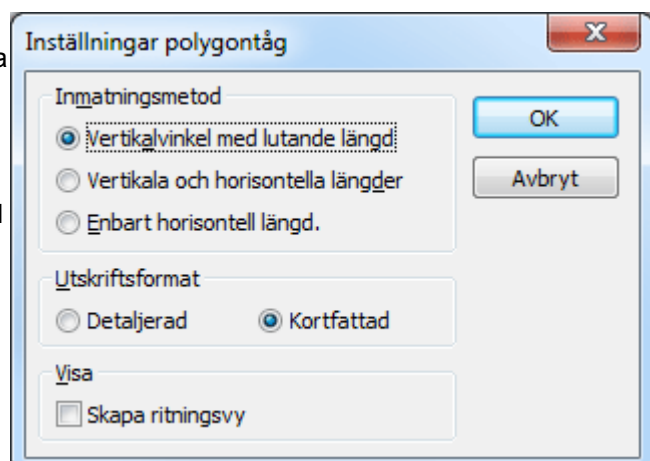 Inställningar polygontåg
a
Inmatningsmetod
OK
Vertikalvinkel med lutande längd
Vertikala och horisontella längder
Avbryt
Enbart horisontell längd.
Utskriftsformat
Detaljerad
Kortfattad
Visa
Skapa ritningsvy